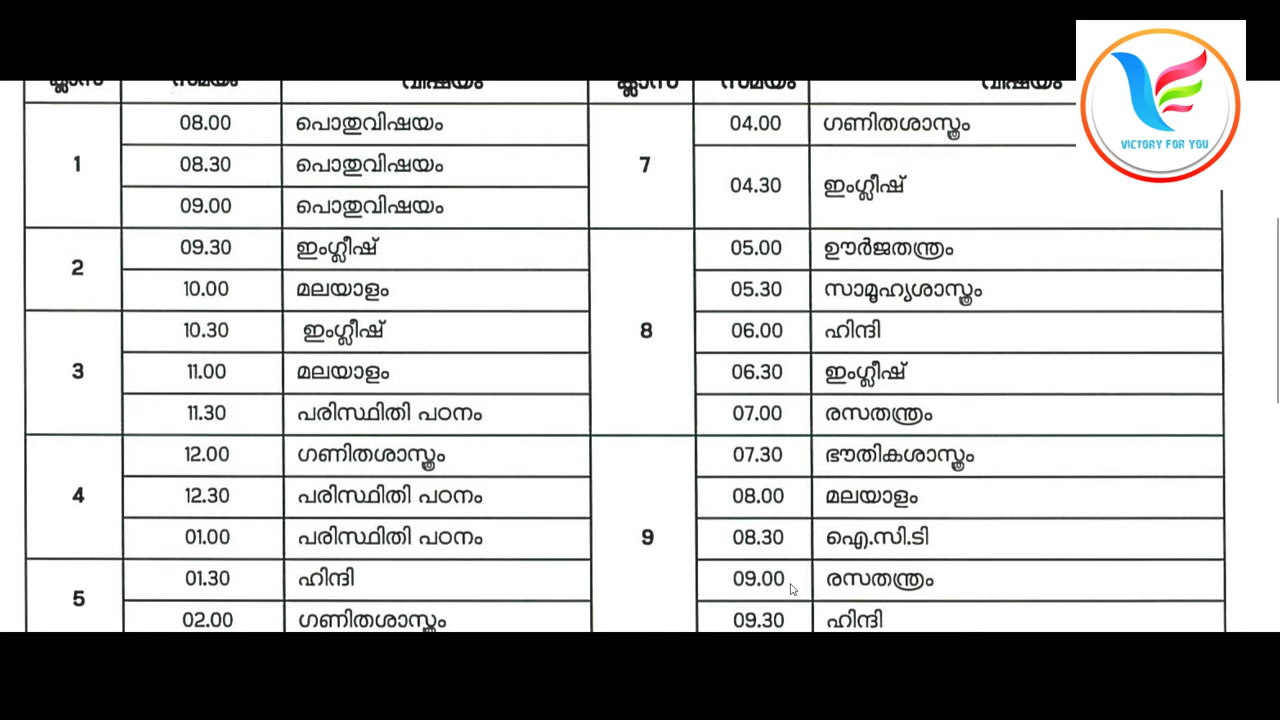 ക്ലാസ് സമയം വിഷയം ക്ലാസ് സമയം വിഷയം
1 08.00 പൊതുവിഷയം 7 04.00 ഗണിതശാസ്ത്രം
08.30 പൊതുവിഷയം 04.30 ഇംഗ്ലീഷ്
09.00 പൊതുവിഷയം
2 09.30 ഇംഗ്ലീഷ് 8 05.00 ഊർജതന്ത്രം
10.00 മലയാളം 05.30 സാമൂഹ്യശാസ്ത്രം
3 10.30 ഇംഗ്ലീഷ് 06.00 ഹിന്ദി
11.00 മലയാളം 06.30 ഇംഗ്ലീഷ്
11.30 പരിസ്ഥിതി പഠനം 07.00 രസതന്ത്രം
4 12.00 ഗണിതശാസ്ത്രം 9 07.30 ഭൗതികശാസ്ത്രം
12.30 പരിസ്ഥിതി പഠനം 08.00 മലയാളം
01.00 പരിസ്ഥിതി പഠനം 08.30 ഐ.സി.ടി
5 01.30 ഹിന്ദി 09.00 രസതന്ത്രം
02.00 ഗണിതശാസ്ത്രം 09.30 ഹിന്ദി
VICTORY FOR YOU